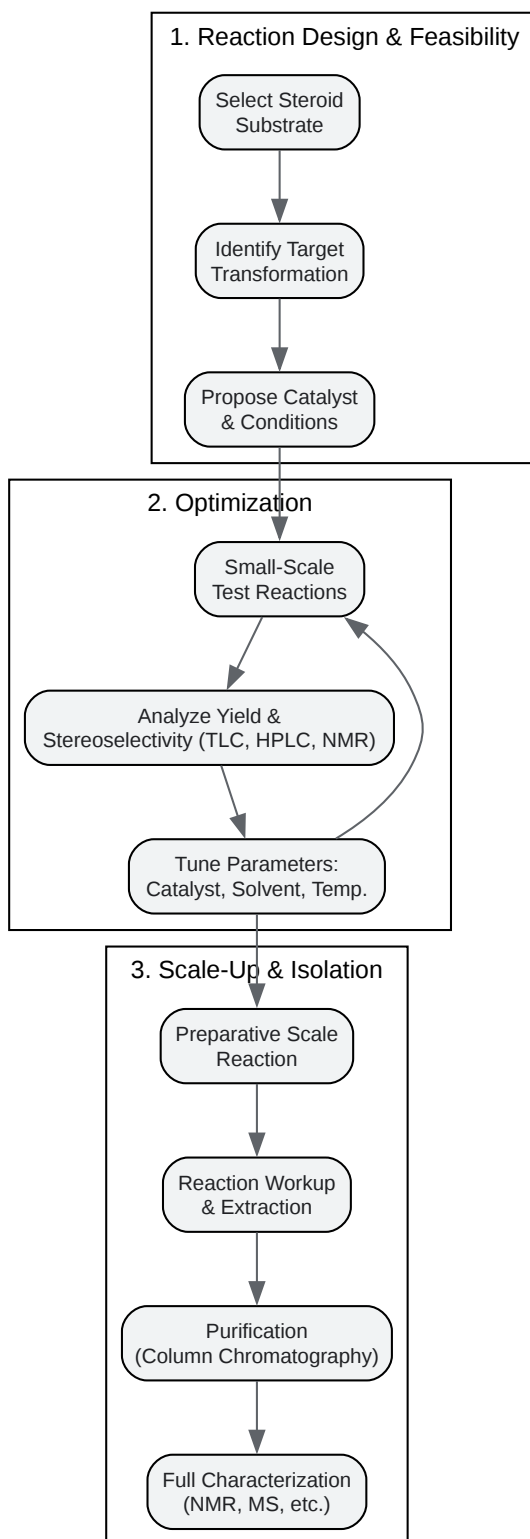 1. Reaction Design & Feasibility
Select Steroid
Substrate
Identify Target
Transformation
Propose Catalyst
& Conditions
2. Optimization
Small-Scale
Test Reactions
Analyze Yield &
Stereoselectivity (TLC, HPLC, NMR)
Tune Parameters:
Catalyst, Solvent, Temp.
3. Scale-Up & Isolation
Preparative Scale
Reaction
Reaction Workup
& Extraction
Purification
(Column Chromatography)
Full Characterization
(NMR, MS, etc.)